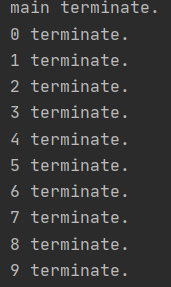 main terminate.
0 terminate.
1 terminate.
2 terminate.
3 terminate.
4 terminate.
5 terminate.
6 terminate.
7 terminate.
8 terminate.
9 terminate.